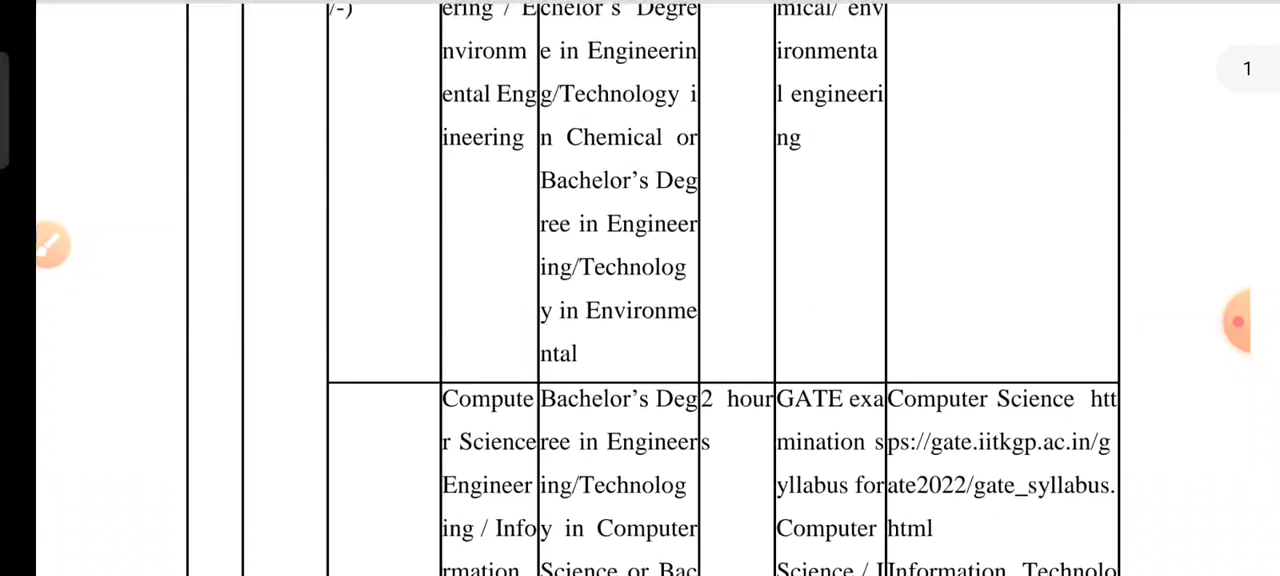 /-)
ering / E
nvironm
ental Eng
ineering
chelor's Degre
e in Engineerin
g/Technology i
n Chemical or
Bachelor's Deg
ree in Engineer
ing/Technolog
y in Environme
ntal
mical/ env
ironmenta
l engineeri
ng
1
Compute
r Science
Engineer
ing / Info
rmation
Bachelor's Deg
ree in Engineer
ing/Technolog
y in Computer
Science or Bac
2 hour
s
GATE exa
mination s
yllabus for
Computer
Science / I
Computer Science htt
ps://gate.iitkgp.ac.in/g
ate2022/gate_syllabus.
html
Information Technolo